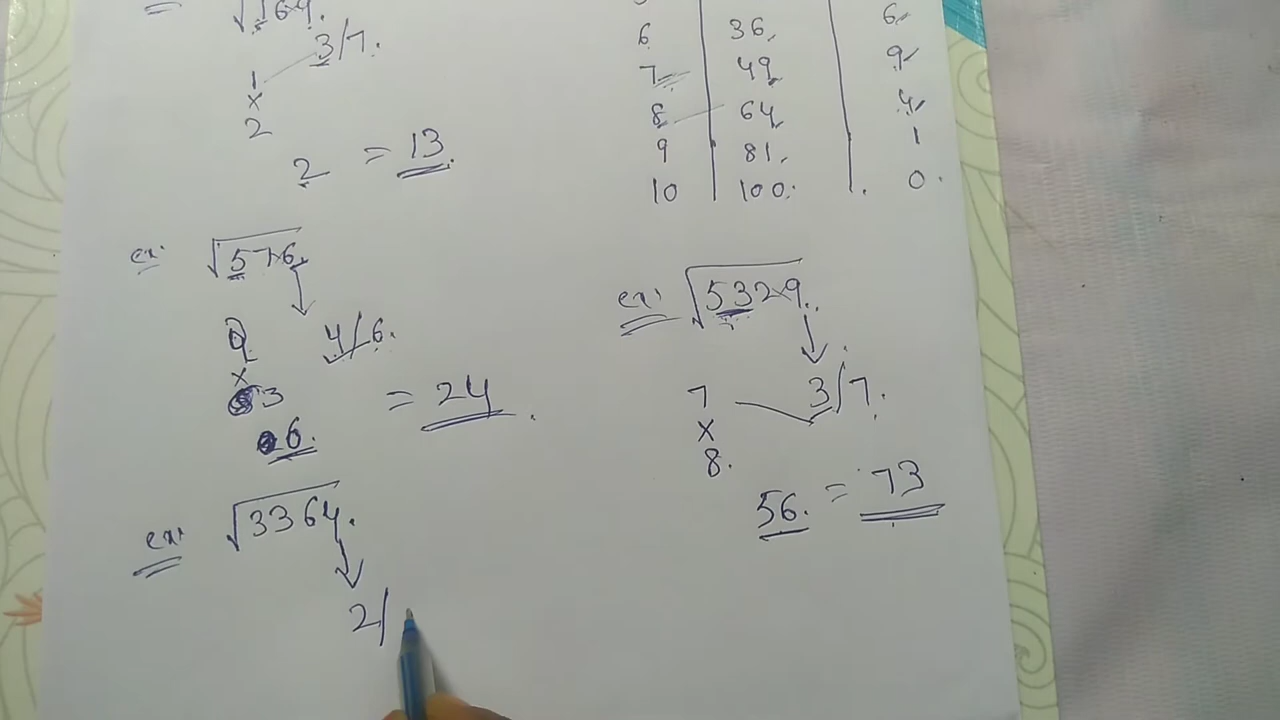 √169.
3/7.
1
×
2
2 = 13.
6 36. 6
7 49 9
8 64 4
9 81. 1
10 100. 0.
ex: √576.
2 4/6.
×
3
6. = 24.
ex: √5329.
7 3/7.
×
8.
56. = 73
ex: √3364.
2/